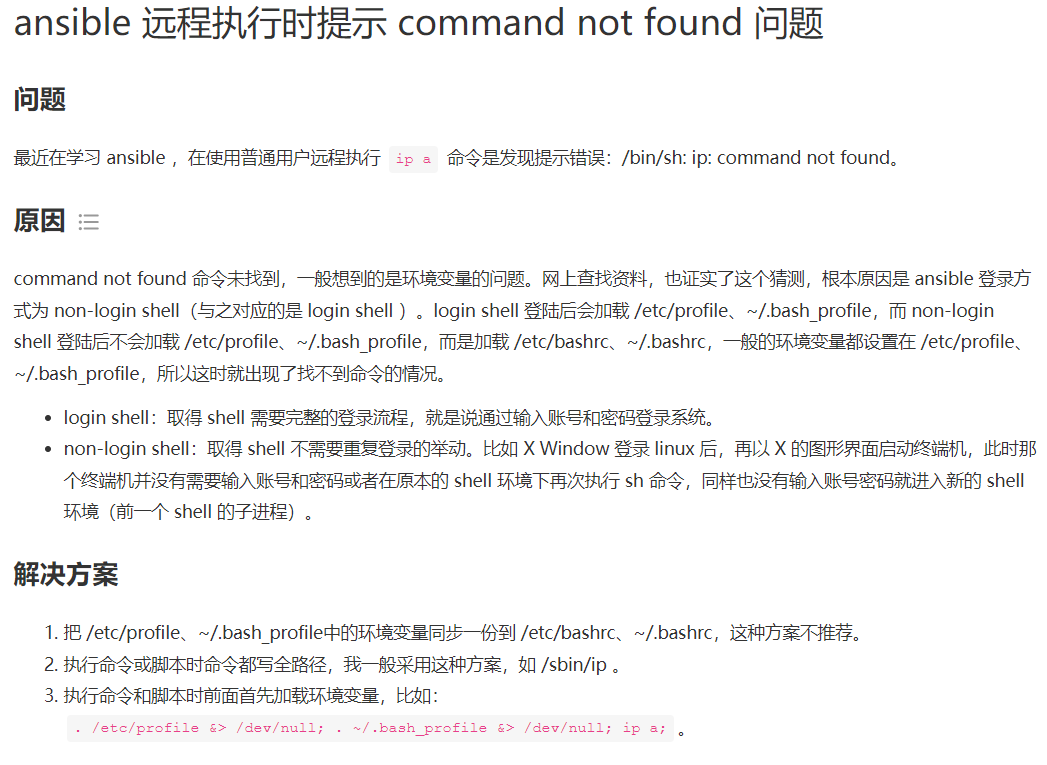 ansible 远程执行时提示 command not found 问题
问题
最近在学习 ansible ，在使用普通用户远程执行 ip a 命令是发现提示错误：/bin/sh: ip: command not found。
原因
command not found 命令未找到，一般想到的是环境变量的问题。网上查找资料，也证实了这个猜测，根本原因是 ansible 登录方
式为 non-login shell（与之对应的是 login shell ）。login shell 登陆后会加载 /etc/profile、~/.bash_profile，而 non-login
shell 登陆后不会加载 /etc/profile、~/.bash_profile，而是加载 /etc/bashrc、~/.bashrc，一般的环境变量都设置在 /etc/profile、
~/.bash_profile，所以这时就出现了找不到命令的情况。
• login shell：取得 shell 需要完整的登录流程，就是说通过输入账号和密码登录系统。
• non-login shell：取得 shell 不需要重复登录的举动。比如 X Window 登录 linux 后，再以 X 的图形界面启动终端机，此时那
个终端机并没有需要输入账号和密码或者在原本的 shell 环境下再次执行 sh 命令，同样也没有输入账号密码就进入新的 shell
环境（前一个 shell 的子进程）。
解决方案
1. 把 /etc/profile、~/.bash_profile中的环境变量同步一份到 /etc/bashrc、~/.bashrc，这种方案不推荐。
2. 执行命令或脚本时命令都写全路径，我一般采用这种方案，如 /sbin/ip 。
3. 执行命令和脚本时前面首先加载环境变量，比如：
. /etc/profile &> /dev/null; . ~/.bash_profile &> /dev/null; ip a; 。